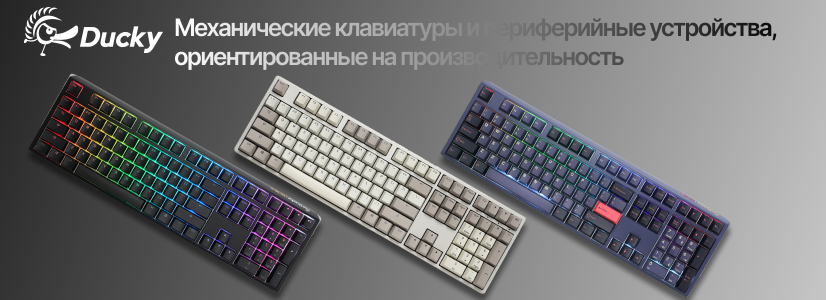 Ducky
Механические клавиатуры и периферийные устройства,
ориентированные на производительность